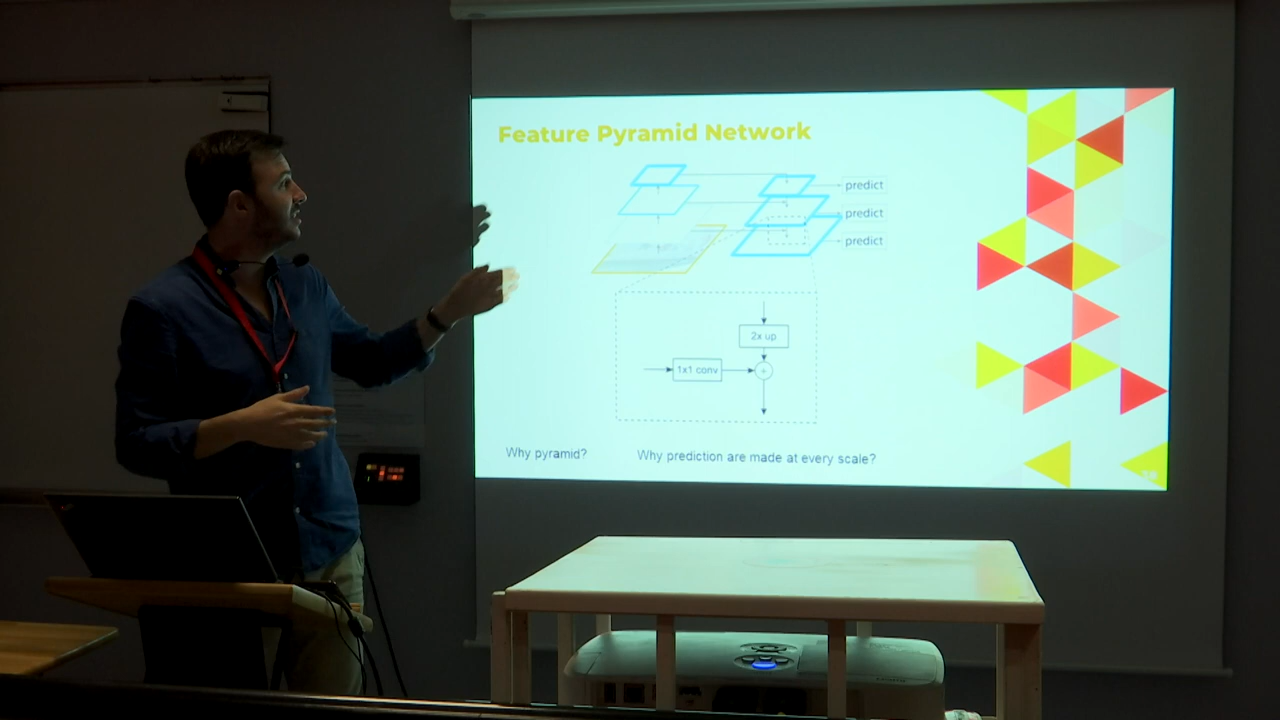 Feature Pyramid Network
predict
predict
predict
2x up
1x1 conv
+
Why pyramid?
Why prediction are made at every scale?